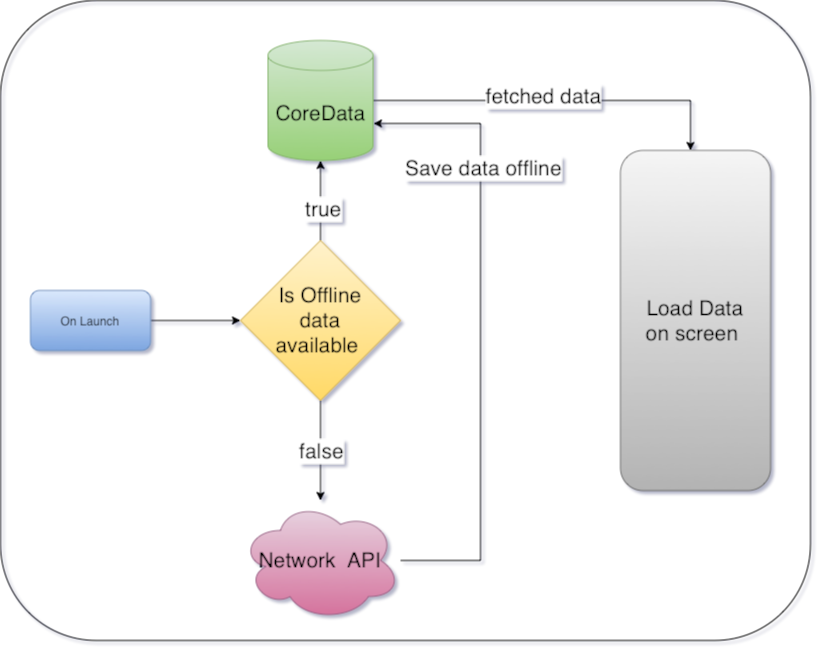 CoreData
fetched data
Save data offline
true
On Launch
Is Offline
data
available
Load Data
on screen
false
Network API